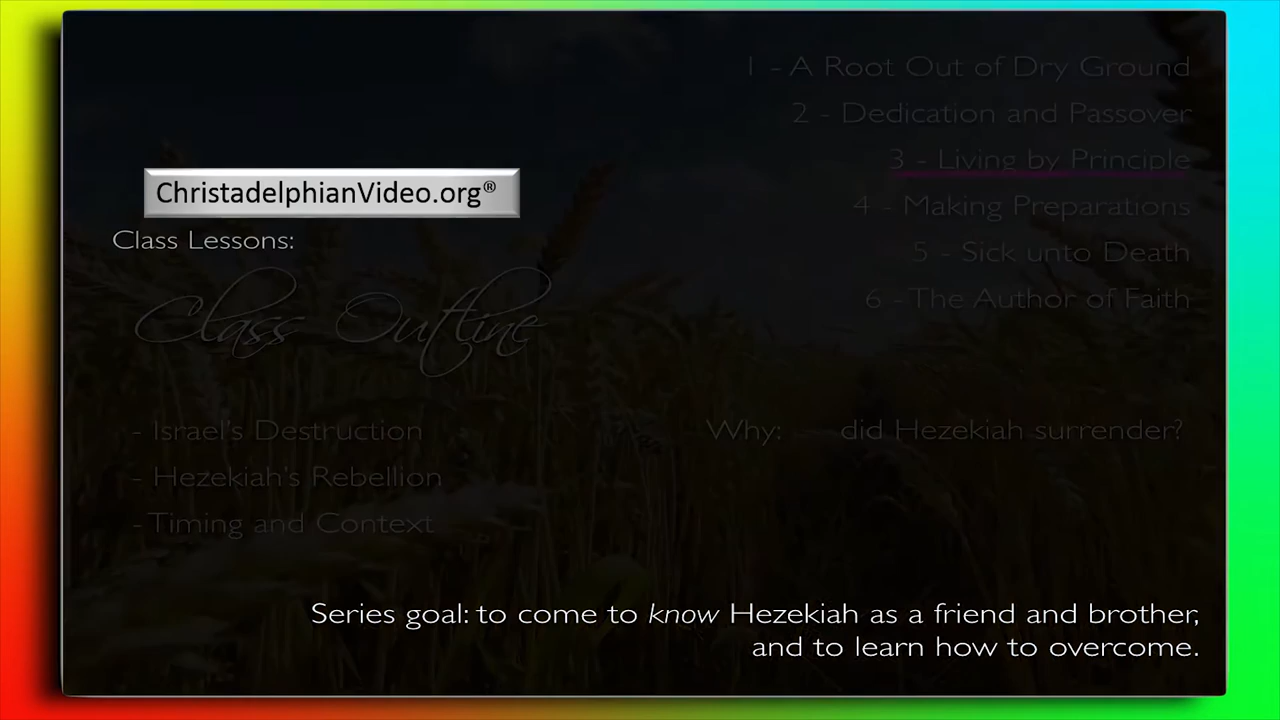 1 - A Root Out of Dry Ground
2 - Dedication and Passover
3 - Living by Principle
4 - Making Preparations
5 - Sick unto Death
6 - The Author of Faith
ChristadelphianVideo.org®
Class Lessons:
Class Outline
- Israel's Destruction
- Hezekiah's Rebellion
- Timing and Context
Why: did Hezekiah surrender?
Series goal: to come to know Hezekiah as a friend and brother,
and to learn how to overcome.